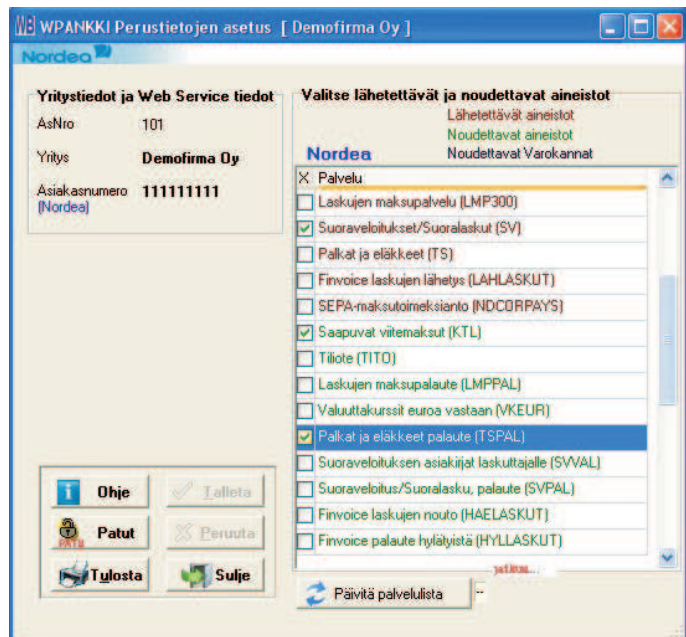 WB WPANKKI Perustietojen asetus [ Demofirma Oy ]
Nordea
Yritystiedot ja Web Service tiedot
AsNro 101
Yritys Demofirma Oy
Asiakasnumero 111111111
(Nordea)
Valitse lähetettävät ja noudettavat aineistot
Lähetettävät aineistot
Noudettavat aineistot
Nordea Noudettavat Varokannat
X Palvelu
Laskujen maksupalvelu (LMP300)
Suoraveloitukset/Suoralaskut (SV)
Palkat ja eläkkeet (TS)
Finvoice laskujen lähetys (LAHLASKUT)
SEPA-maksutoimeksianto (NDCORPAYS)
Saapuvat viitemaksut (KTL)
Tiliote (TITO)
Laskujen maksupalaute (LMPPAL)
Valuuttakurssit euroa vastaan (VKEUR)
Palkat ja eläkkeet palaute (TSPAL)
Suoraveloituksen asiakirjat laskuttajalle (SVVAL)
Suoraveloitus/Suoralasku, palaute (SVPAL)
Finvoice laskujen nouto (HAELASKUT)
Finvoice palaute hylätyistä (HYLLASKUT)
jatkuu...
Päivitä palvelulista --
Ohje Talleta
PATU Patut Peruuta
Tulosta Sulje